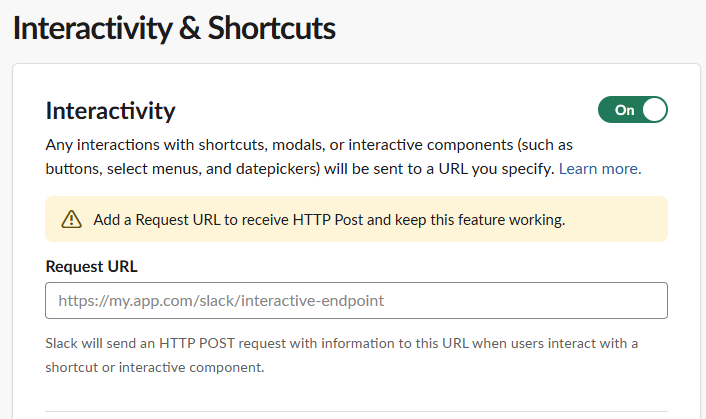 Interactivity & Shortcuts
Interactivity
On
Any interactions with shortcuts, modals, or interactive components (such as
buttons, select menus, and datepickers) will be sent to a URL you specify. Learn more.
Add a Request URL to receive HTTP Post and keep this feature working.
Request URL
https://my.app.com/slack/interactive-endpoint
Slack will send an HTTP POST request with information to this URL when users interact with a
shortcut or interactive component.